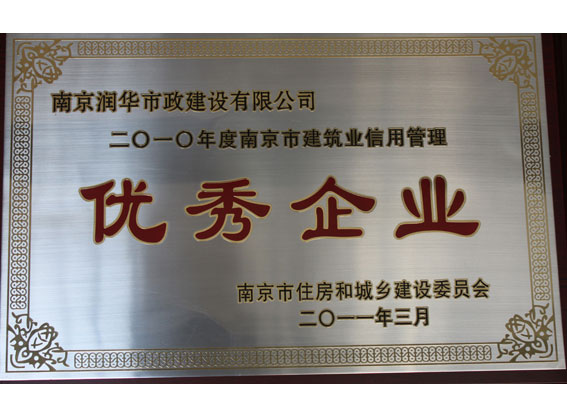 南京润华市政建设有限公司
二〇一〇年度南京市建筑业信用管理
优秀企业
南京市住房和城乡建设委员会
二〇一一年三月